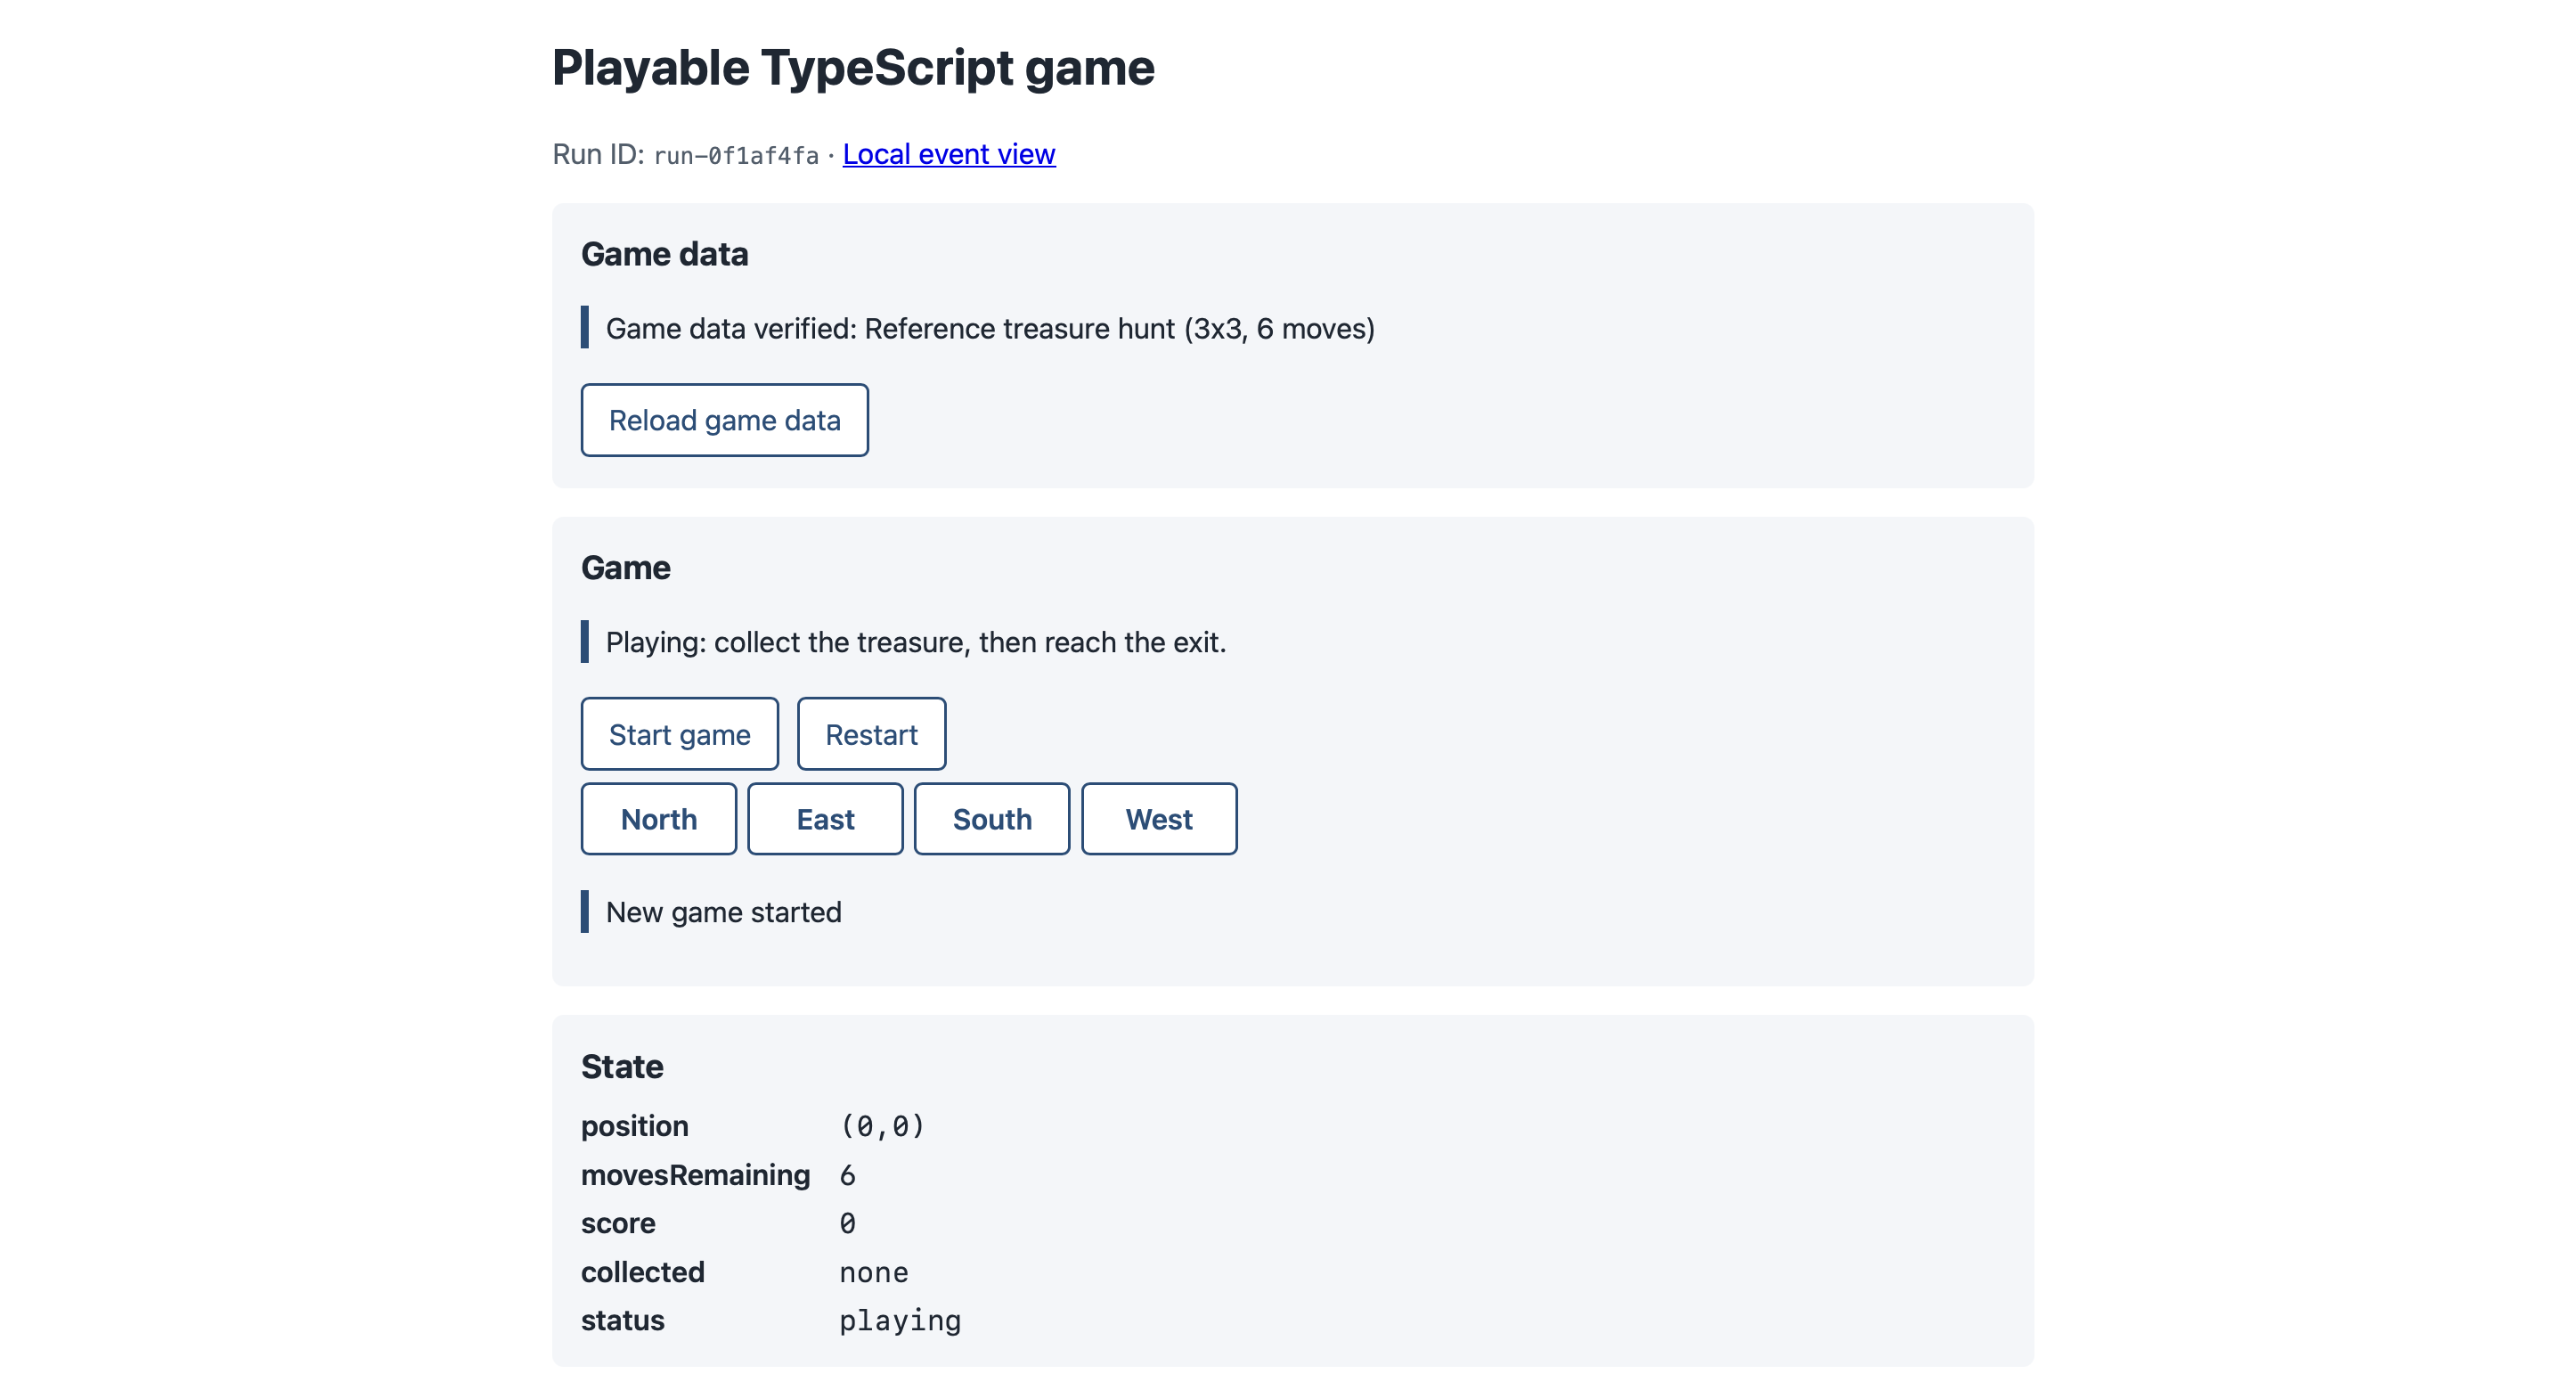 Playable TypeScript game
Run ID: run-0f1af4fa · Local event view
Game data
Game data verified: Reference treasure hunt (3x3, 6 moves)
Reload game data
Game
Playing: collect the treasure, then reach the exit.
Start game Restart
North East South West
New game started
State
position (0,0)
movesRemaining 6
score 0
collected none
status playing